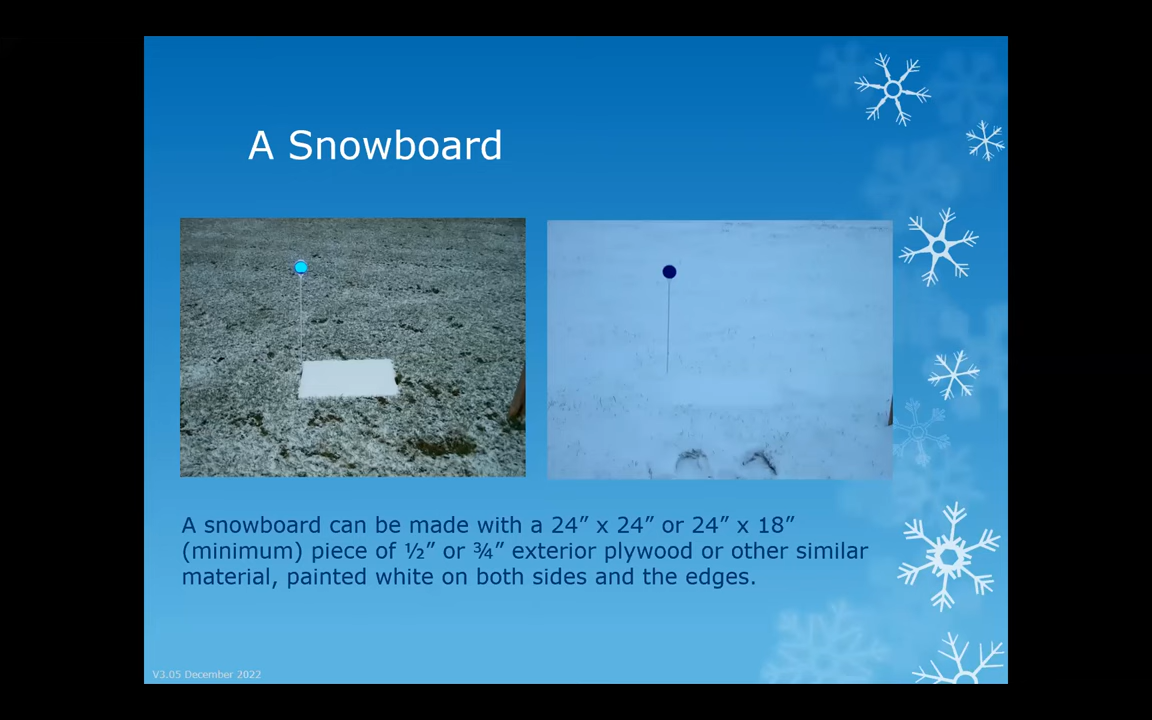 A Snowboard
A snowboard can be made with a 24” x 24” or 24” x 18”
(minimum) piece of ½” or ¾” exterior plywood or other similar
material, painted white on both sides and the edges.
V3.05 December 2022